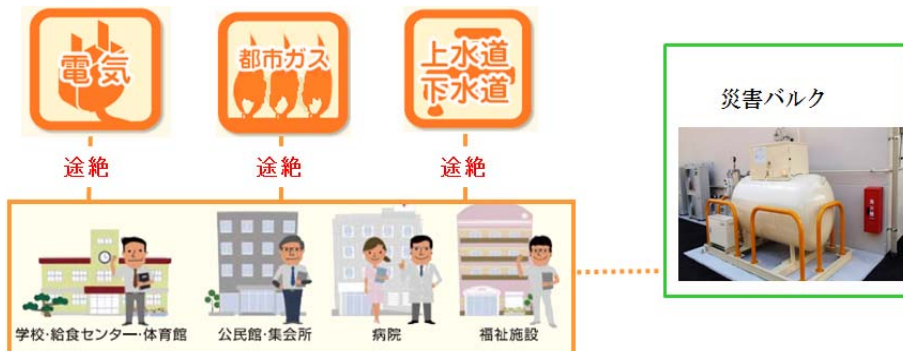 電気
都市ガス
上水道
下水道
災害バルク
途絶
途絶
途絶
学校・給食センター・体育館
公民館・集会所
病院
福祉施設